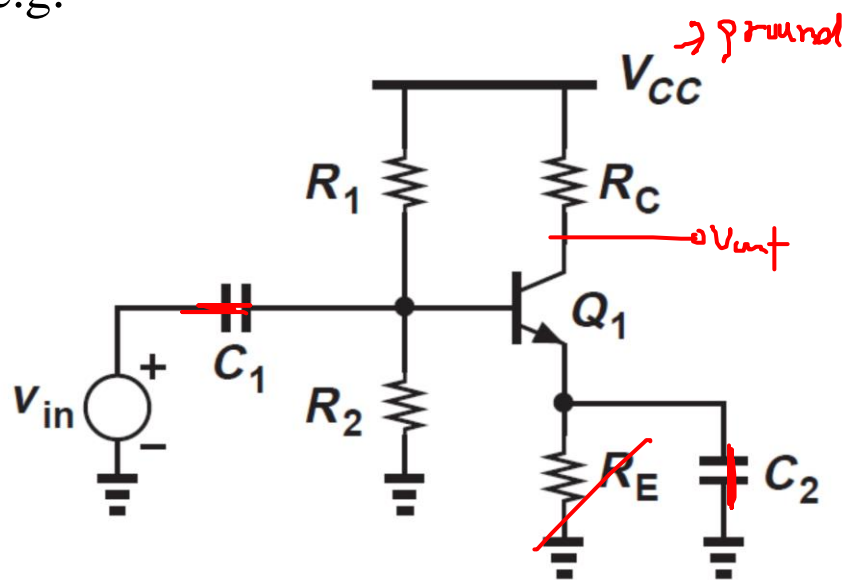 e.g.
→ ground
VCC
R1
RC
Vout
Q1
C1
+
vin
−
R2
RE
C2